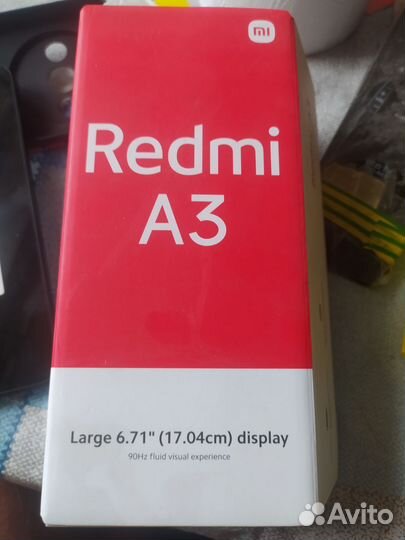 mi
Redmi
A3
Large 6.71" (17.04cm) display
90Hz fluid visual experience
Avito